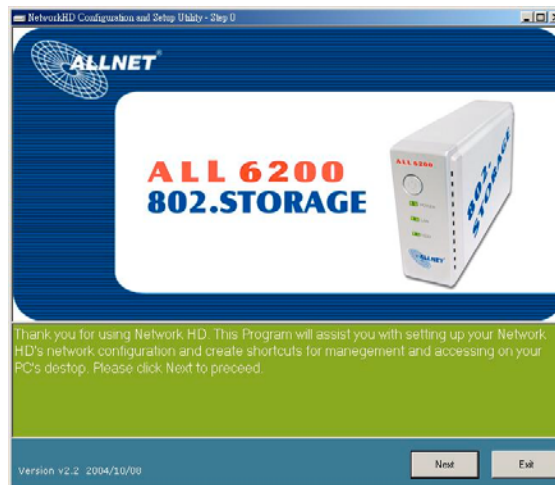 NetworkHD Configuration and Setup Utility - Step 0
ALLNET®
ALL 6200
802.STORAGE
ALL 6200
802.
STORAGE
ALLNET
Thank you for using Network HD. This Program will assist you with setting up your Network
HD's network configuration and create shortcuts for manegement and accessing on your
PC's destop. Please click Next to preceed.
Version v2.2 2004/10/08
Next
Exit